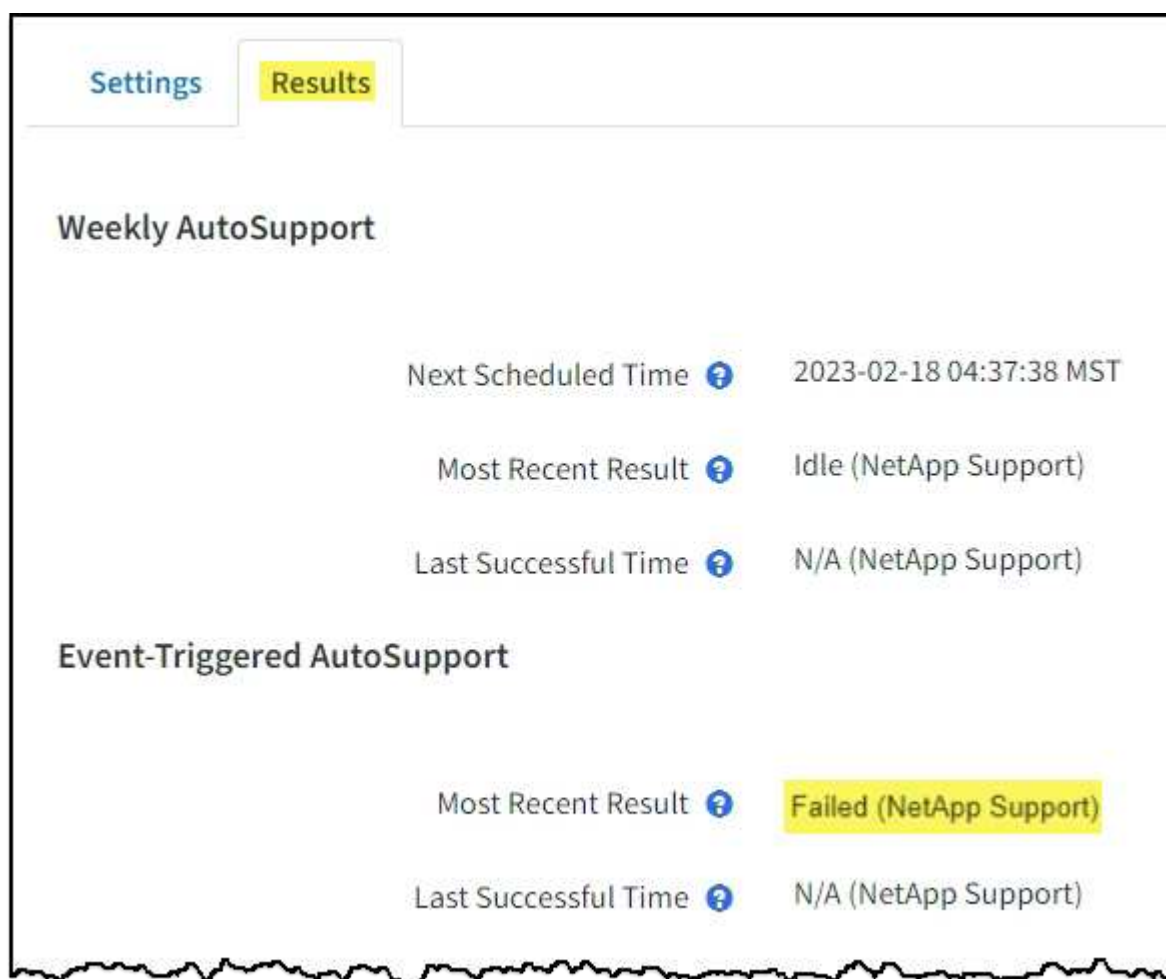 Settings Results
Weekly AutoSupport
Next Scheduled Time ? 2023-02-18 04:37:38 MST
Most Recent Result ? Idle (NetApp Support)
Last Successful Time ? N/A (NetApp Support)
Event-Triggered AutoSupport
Most Recent Result ? Failed (NetApp Support)
Last Successful Time ? N/A (NetApp Support)